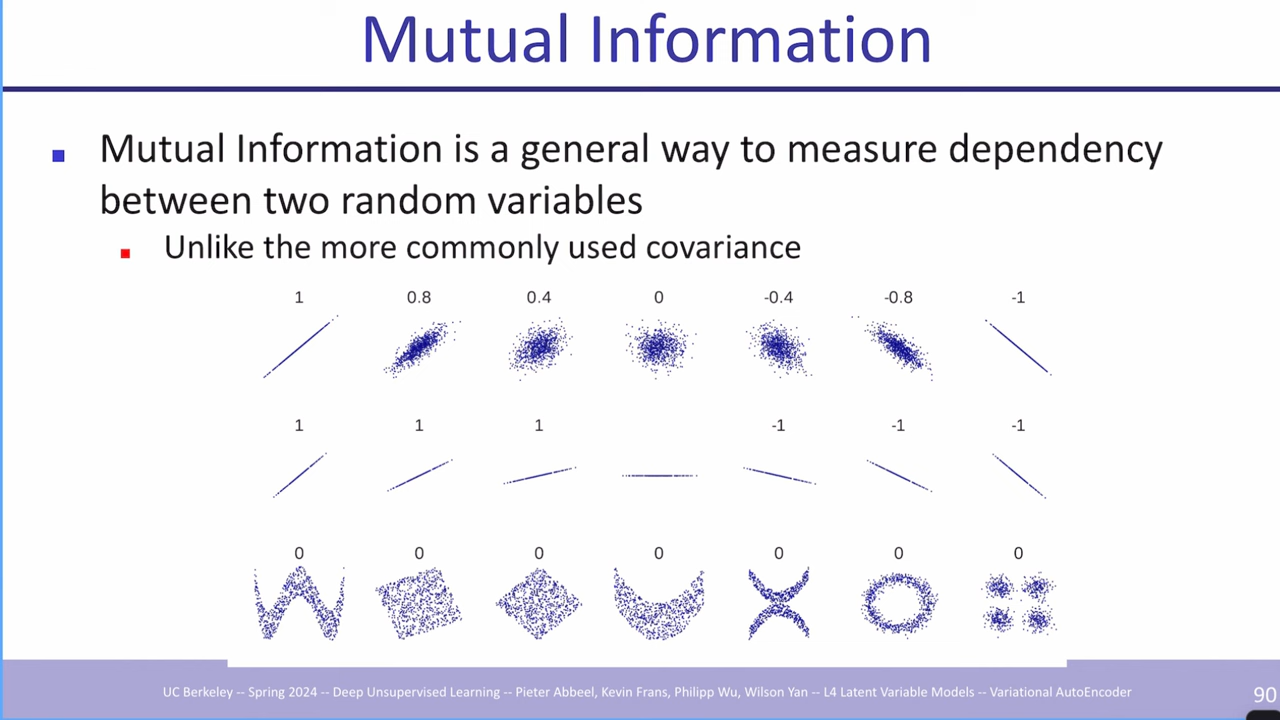 Mutual Information
Mutual Information is a general way to measure dependency
between two random variables
Unlike the more commonly used covariance
1 0.8 0.4 0 -0.4 -0.8 -1
1 1 1 -1 -1 -1
0 0 0 0 0 0 0
UC Berkeley -- Spring 2024 -- Deep Unsupervised Learning -- Pieter Abbeel, Kevin Frans, Philipp Wu, Wilson Yan -- L4 Latent Variable Models -- Variational AutoEncoder
90